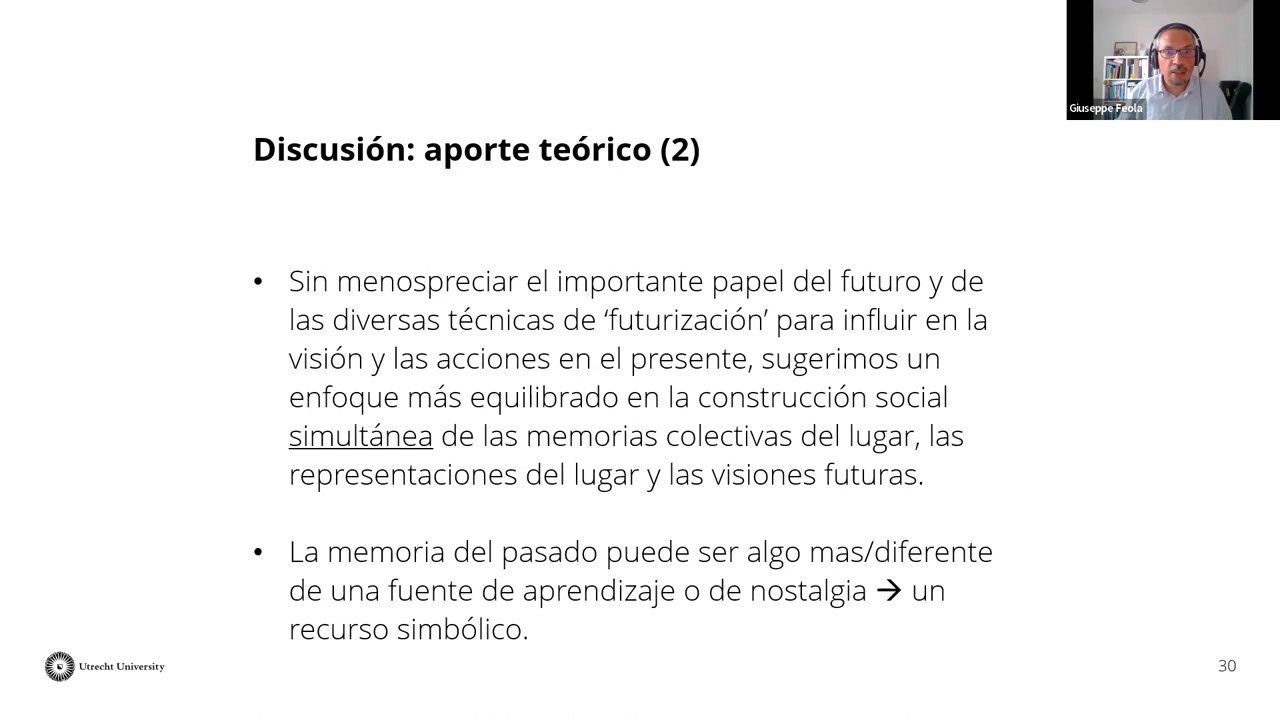 Giuseppe Feola
Discusión: aporte teórico (2)
• Sin menospreciar el importante papel del futuro y de
las diversas técnicas de ‘futurización’ para influir en la
visión y las acciones en el presente, sugerimos un
enfoque más equilibrado en la construcción social
simultánea de las memorias colectivas del lugar, las
representaciones del lugar y las visiones futuras.
• La memoria del pasado puede ser algo mas/diferente
de una fuente de aprendizaje o de nostalgia → un
recurso simbólico.
Utrecht University
30